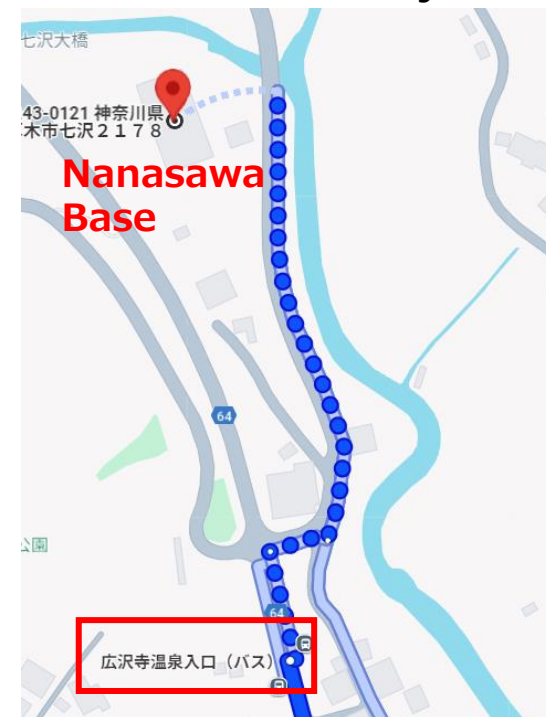 七沢大橋
43-0121 神奈川県
木市七沢2178
Nanasawa
Base
64
公園
64
広沢寺温泉入口(バス)